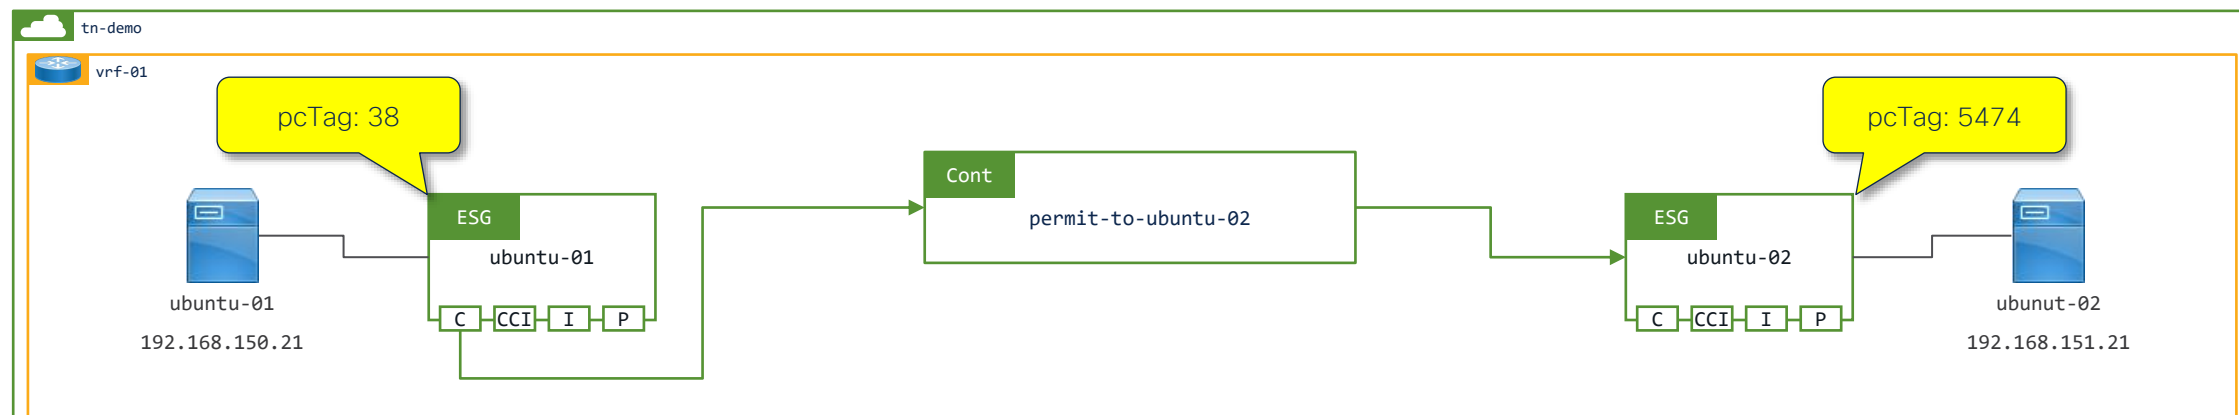 tn-demo
vrf-01
pcTag: 38
pcTag: 5474
Cont
permit-to-ubuntu-02
ESG
ubuntu-01
C CCI I P
ESG
ubuntu-02
C CCI I P
ubuntu-01
192.168.150.21
ubunut-02
192.168.151.21